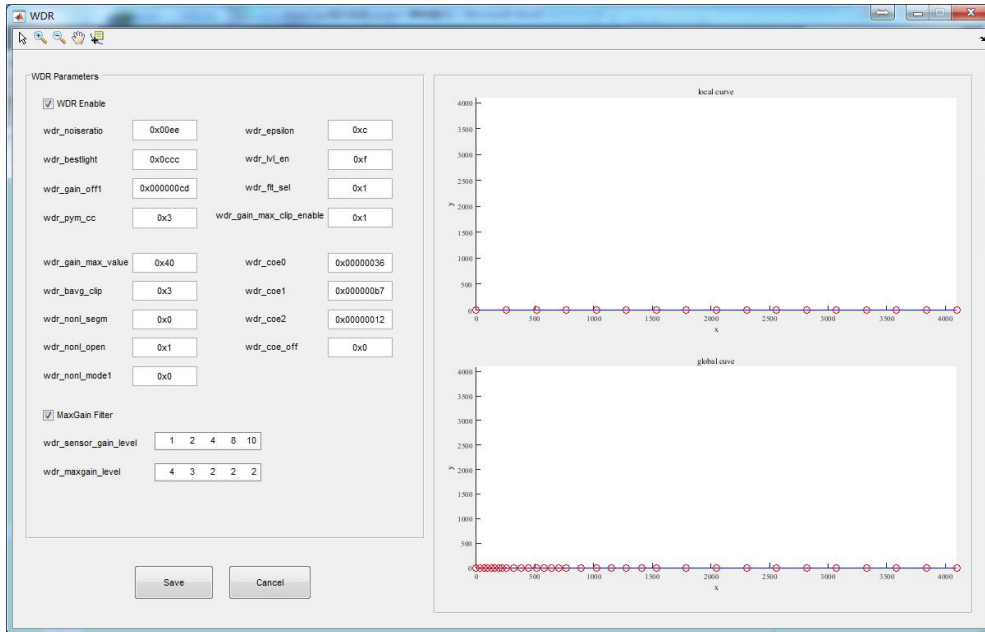 WDR
WDR Parameters
WDR Enable
wdr_noiseratio 0x00ee wdr_epsilon 0xc
wdr_bestlight 0x0ccc wdr_lvl_en 0xf
wdr_gain_off1 0x000000cd wdr_flt_sel 0x1
wdr_pym_cc 0x3 wdr_gain_max_clip_enable 0x1
wdr_gain_max_value 0x40 wdr_coe0 0x00000036
wdr_bavg_clip 0x3 wdr_coe1 0x000000b7
wdr_nonl_segm 0x0 wdr_coe2 0x00000012
wdr_nonl_open 0x1 wdr_coe_off 0x0
wdr_nonl_mode1 0x0
MaxGain Filter
wdr_sensor_gain_level 1 2 4 8 10
wdr_maxgain_level 4 3 2 2 2
Save Cancel
local curve
4000
3500
3000
2500
2000
1500
1000
500
0
y
0 500 1000 1500 2000 2500 3000 3500 4000
x
global cuve
4000
3500
3000
2500
2000
1500
1000
500
0
y
0 500 1000 1500 2000 2500 3000 3500 4000
x